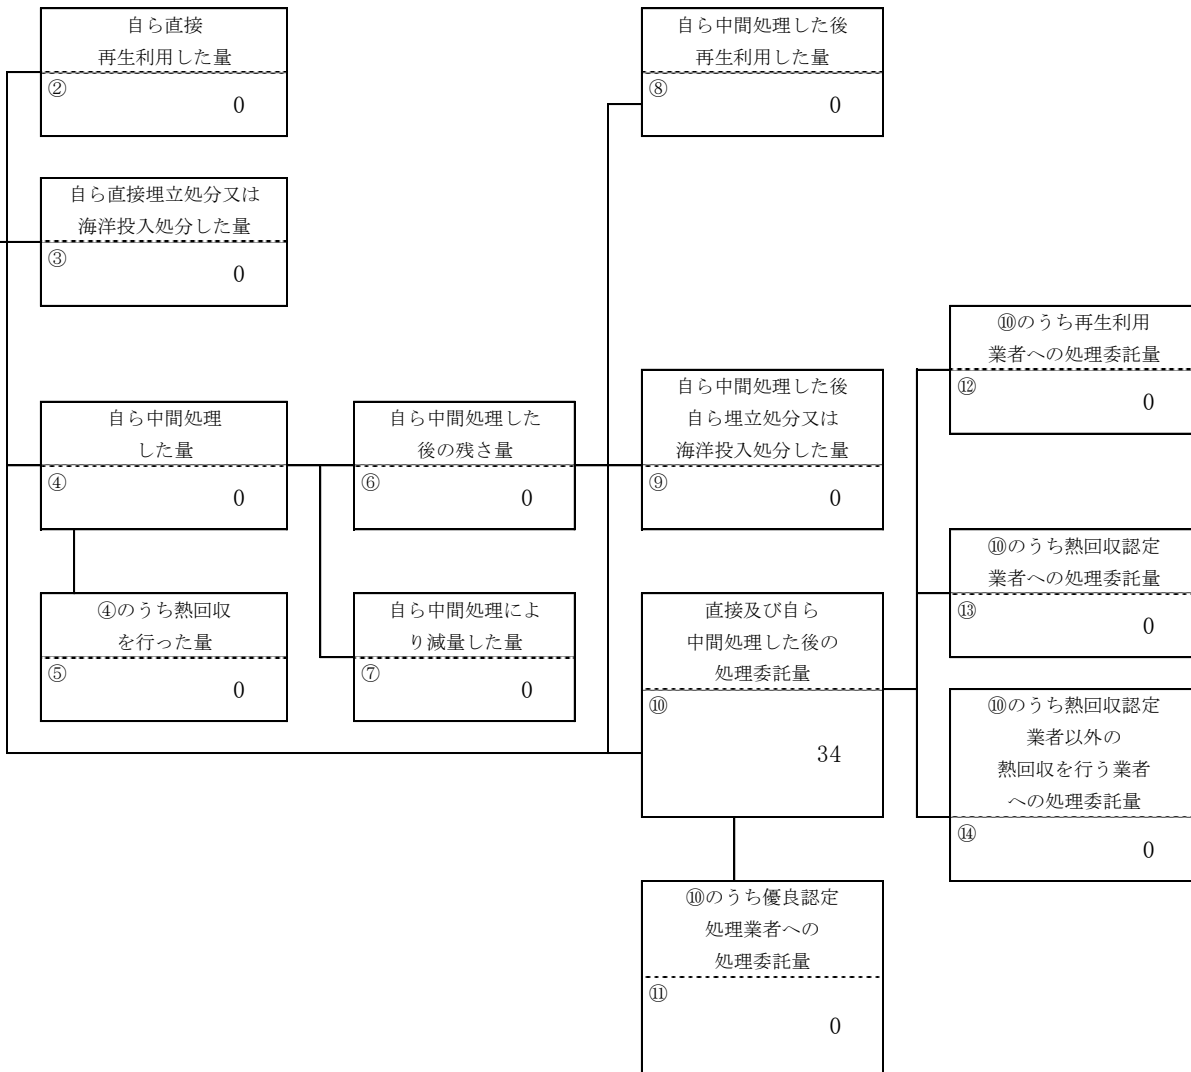 自ら直接
再生利用した量
②
0
自ら中間処理した後
再生利用した量
⑧
0
自ら直接埋立処分又は
海洋投入処分した量
③
0
⑩のうち再生利用
業者への処理委託量
⑫
0
自ら中間処理
した量
④
0
自ら中間処理した
後の残さ量
⑥
0
自ら中間処理した後
自ら埋立処分又は
海洋投入処分した量
⑨
0
⑩のうち熱回収認定
業者への処理委託量
⑬
0
④のうち熱回収
を行った量
⑤
0
自ら中間処理によ
り減量した量
⑦
0
直接及び自ら
中間処理した後の
処理委託量
⑩
34
⑩のうち熱回収認定
業者以外の
熱回収を行う業者
への処理委託量
⑭
0
⑩のうち優良認定
処理業者への
処理委託量
⑪
0